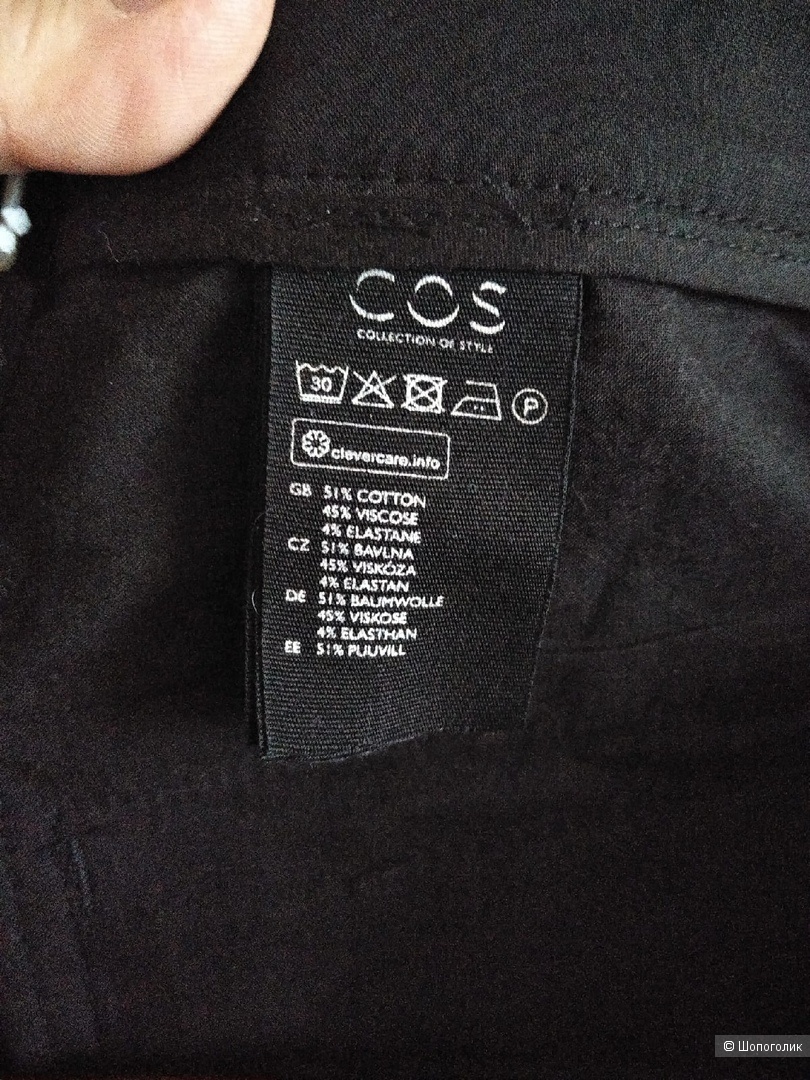 COS
COLLECTION OF STYLE
30
P
clevercare.info
GB 51% COTTON
45% VISCOSE
4% ELASTANE
CZ 51% BAVLNA
45% VISKÓZA
4% ELASTAN
DE 51% BAUMWOLLE
45% VISKOSE
4% ELASTHAN
EE 51% PUUVILL
© Шопоголик